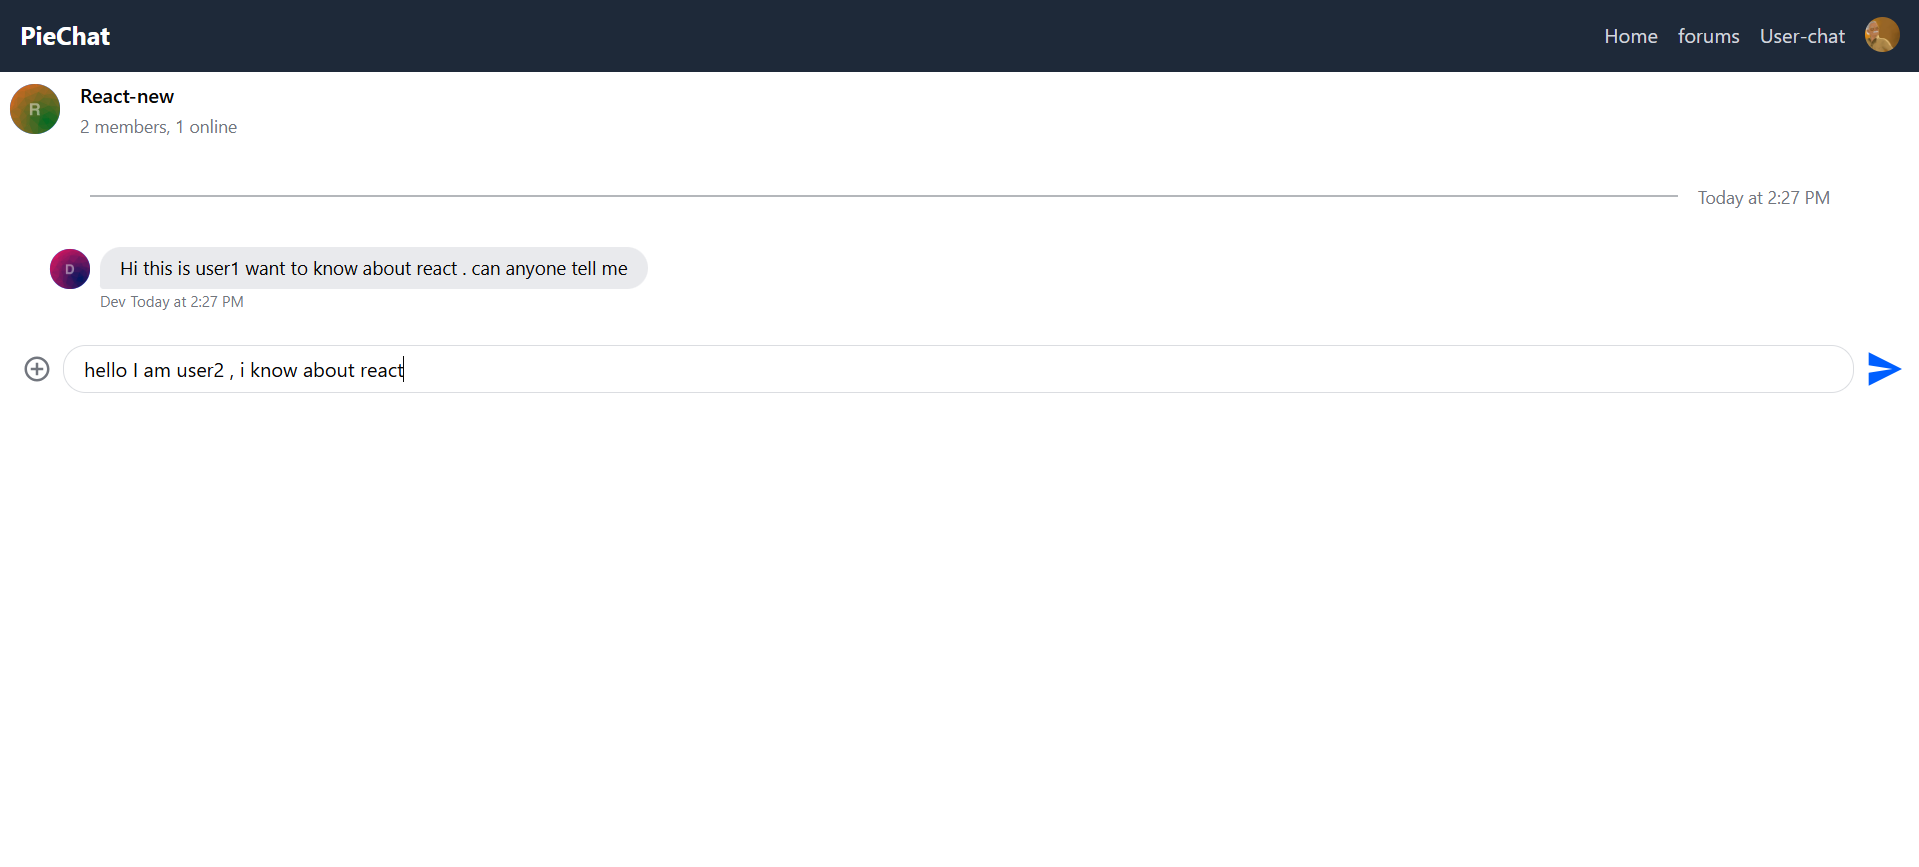 PieChat
Home forums User-chat
R
React-new
2 members, 1 online
Today at 2:27 PM
D
Hi this is user1 want to know about react . can anyone tell me
Dev Today at 2:27 PM
hello I am user2 , i know about react